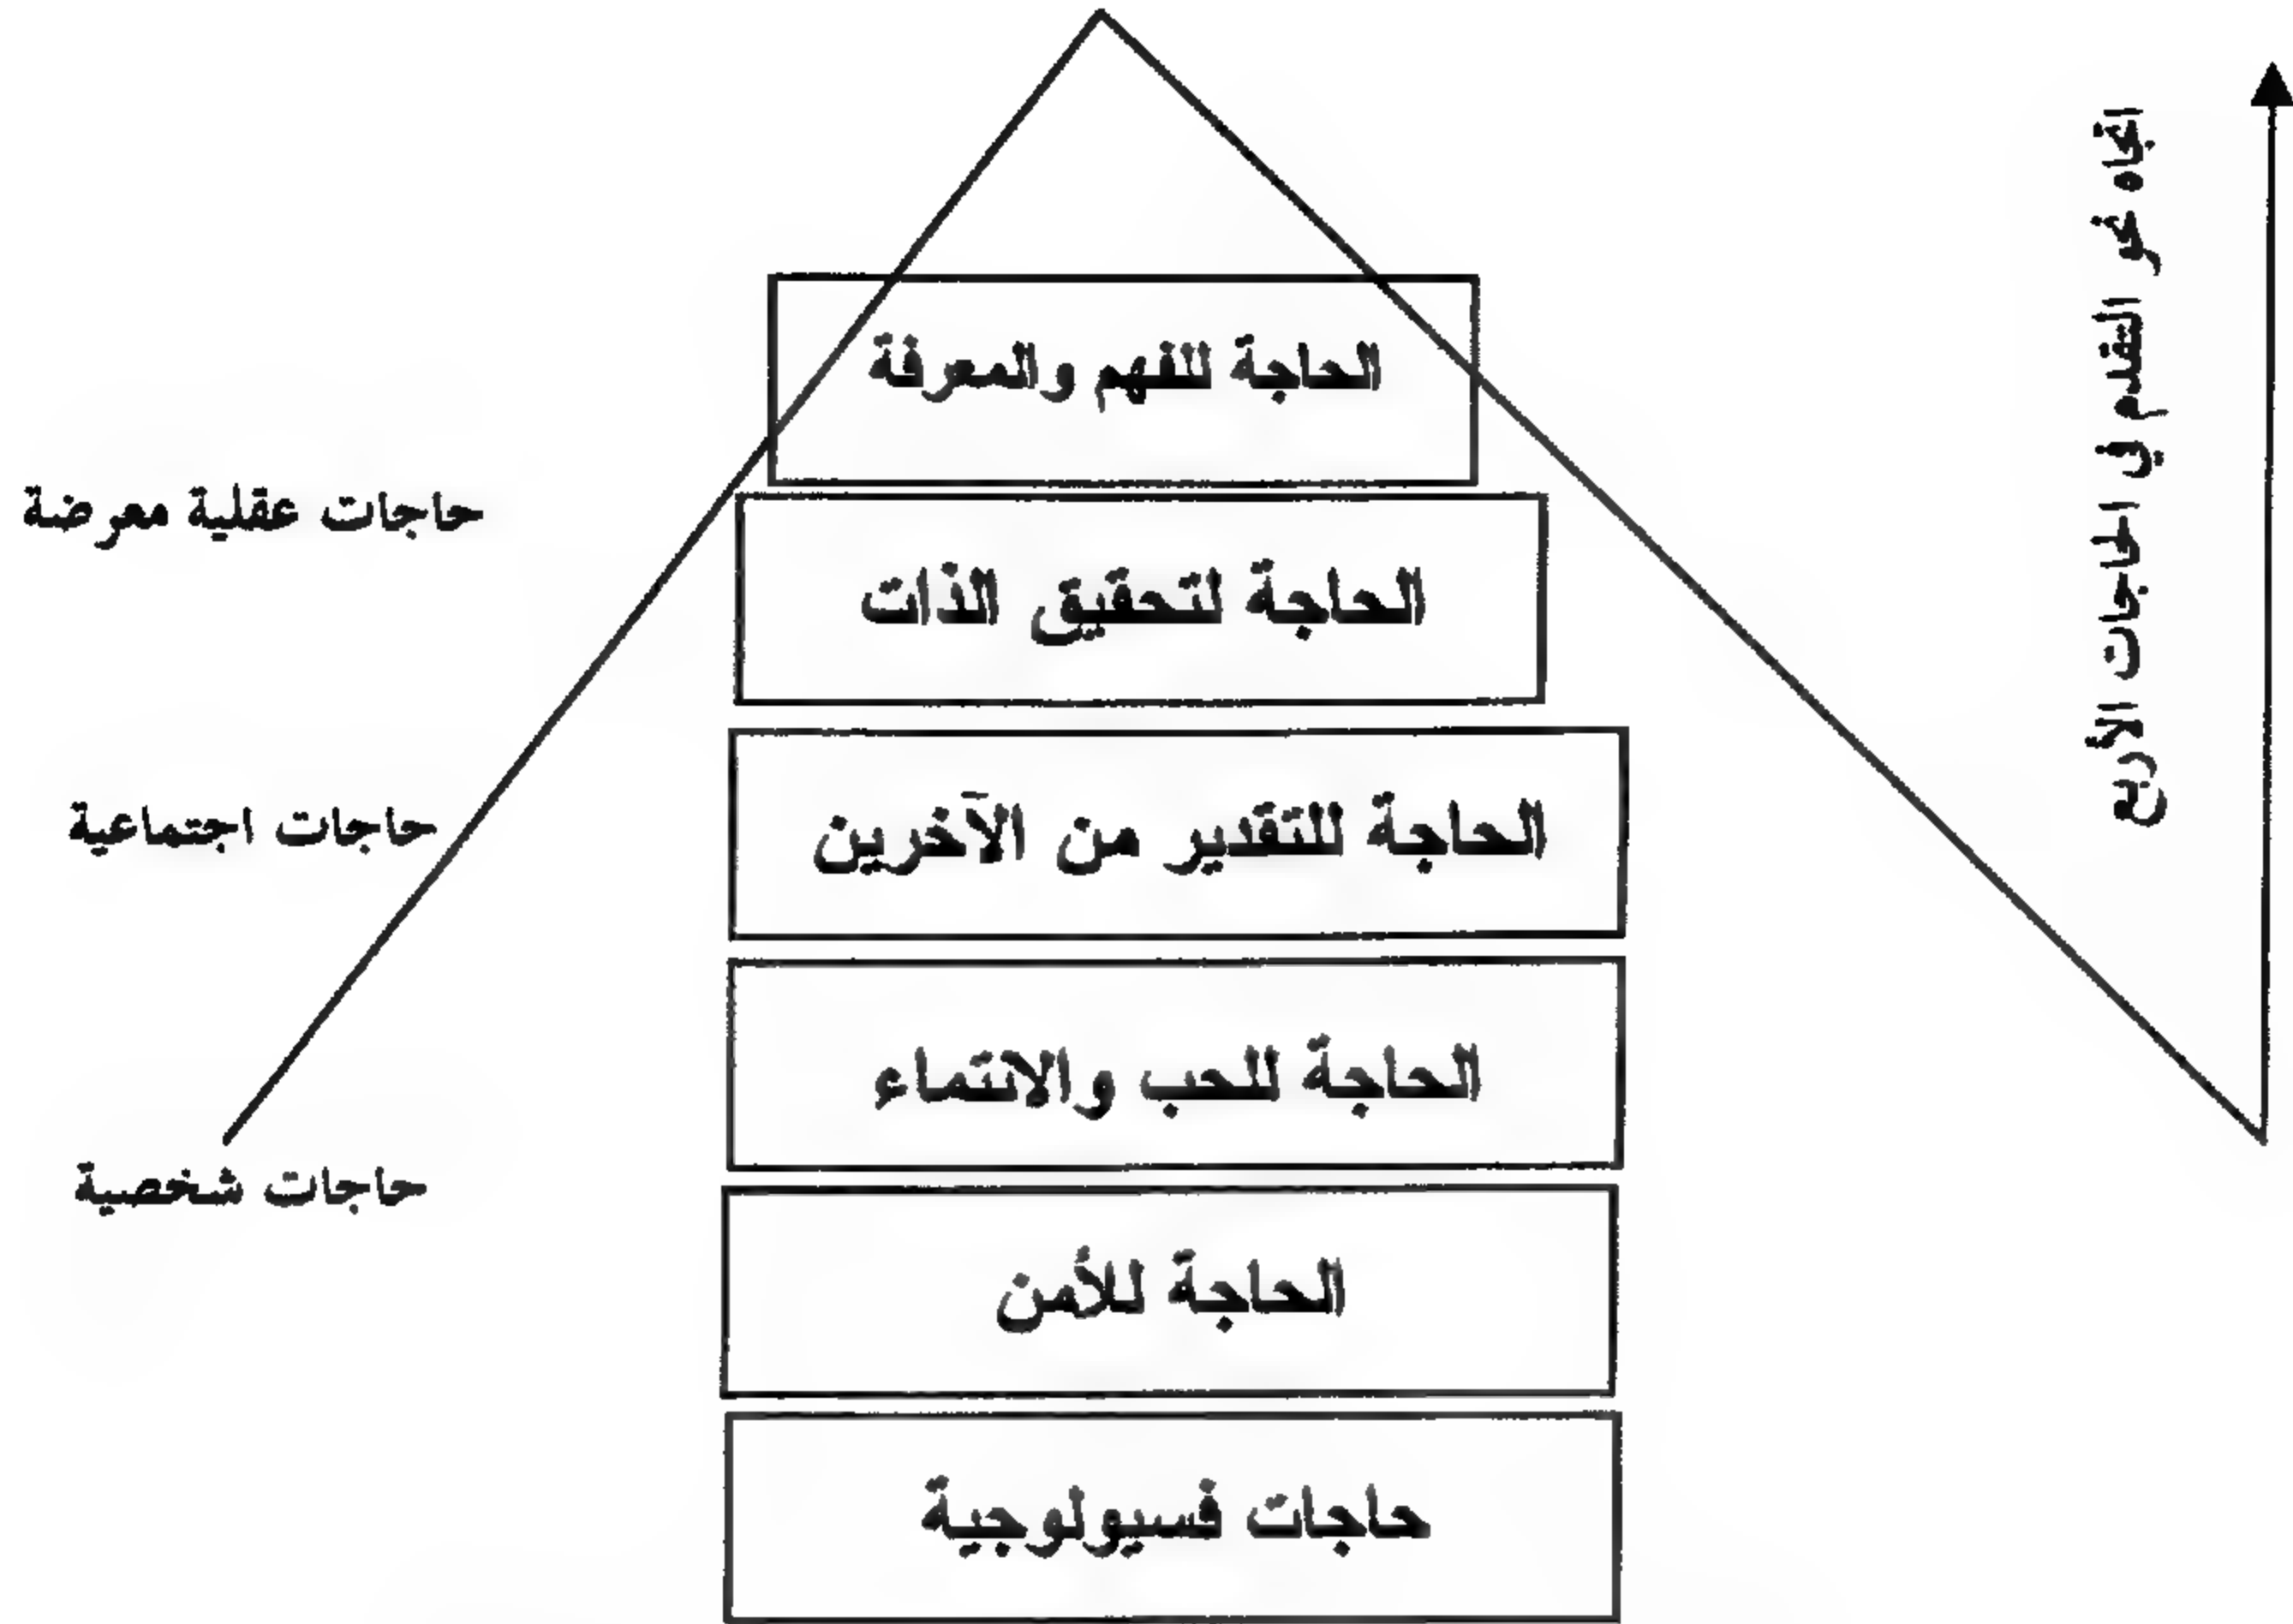 الحاجة للفهم والمعرفة
الحاجة لتحقيق الذات
الحاجة للتقدير من الآخرين
الحاجة للحب والانتماء
الحاجة للأمن
حاجات فسيولوجية
حاجات عقلية معرضة
حاجات اجتماعية
حاجات شخصية
اتجاه نحو التقدم في الحاجات الأربع